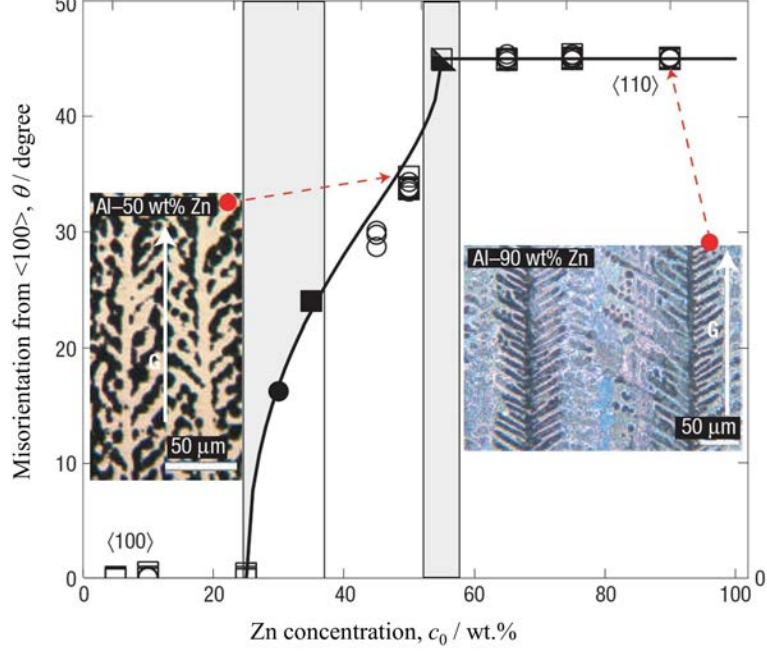 50
40
30
20
10
0
Misorientation from <100>, θ / degree
⟨110⟩
Al–50 wt% Zn
G
50 μm
Al–90 wt% Zn
G
50 μm
⟨100⟩
0
0 20 40 60 80 100
Zn concentration, c₀ / wt.%